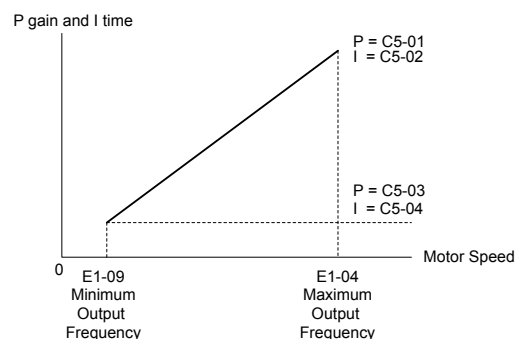 P gain and I time
P = C5-01
I = C5-02
P = C5-03
I = C5-04
Motor Speed
0
E1-09
Minimum
Output
Frequency
E1-04
Maximum
Output
Frequency